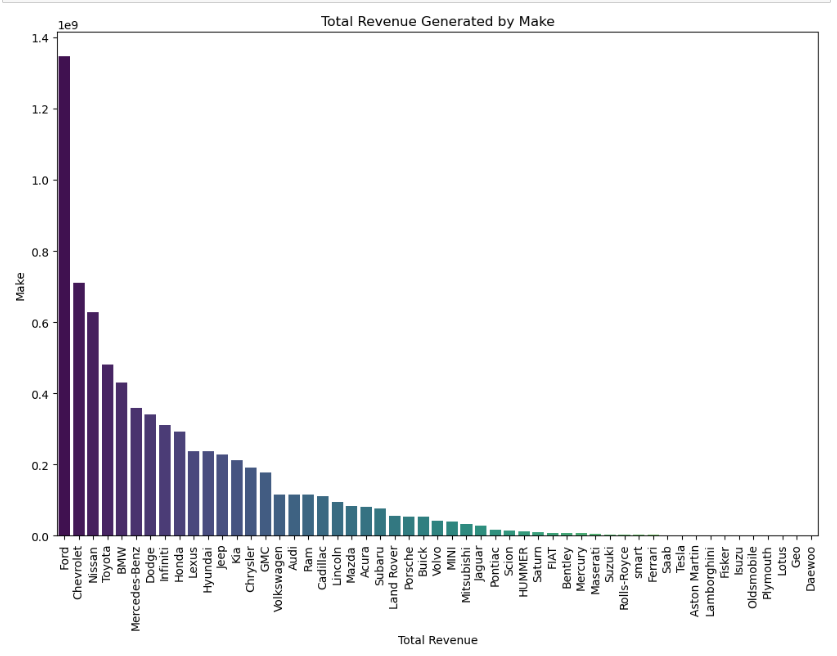 Total Revenue Generated by Make
1e9
1.4
1.2
1.0
0.8
0.6
0.4
0.2
0.0
Make
Ford
Chevrolet
Nissan
Toyota
BMW
Mercedes-Benz
Dodge
Infiniti
Honda
Lexus
Hyundai
Jeep
Kia
Chrysler
GMC
Volkswagen
Audi
Ram
Cadillac
Lincoln
Mazda
Acura
Subaru
Land Rover
Porsche
Buick
Volvo
MINI
Mitsubishi
Jaguar
Pontiac
Scion
HUMMER
Saturn
FIAT
Bentley
Mercury
Maserati
Suzuki
Rolls-Royce
smart
Ferrari
Saab
Tesla
Aston Martin
Lamborghini
Fisker
Isuzu
Oldsmobile
Plymouth
Lotus
Geo
Daewoo
Total Revenue